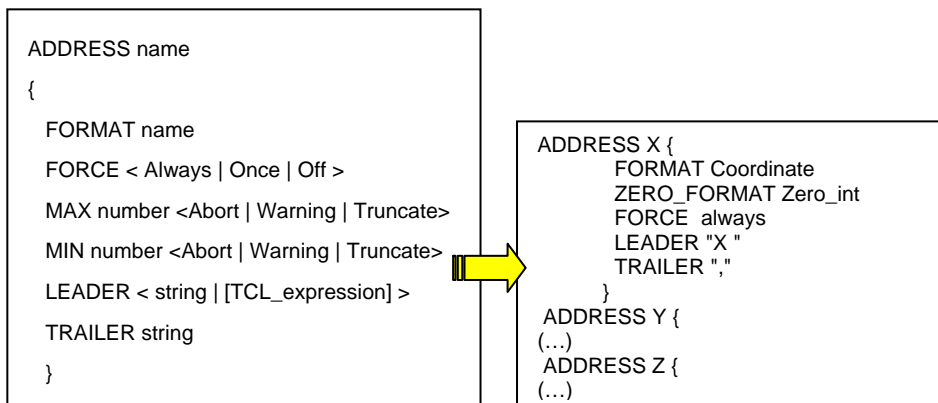 ADDRESS name
{
FORMAT name
FORCE < Always | Once | Off >
MAX number <Abort | Warning | Truncate>
MIN number <Abort | Warning | Truncate>
LEADER < string | [TCL_expression] >
TRAILER string
}
ADDRESS X {
FORMAT Coordinate
ZERO_FORMAT Zero_int
FORCE always
LEADER "X "
TRAILER ","
}
ADDRESS Y {
(…)
ADDRESS Z {
(…)